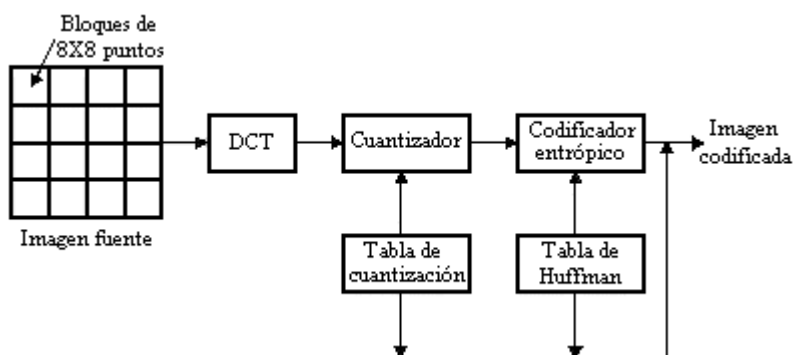 Bloques de
8X8 puntos
Imagen fuente
DCT
Cuantizador
Codificador
entrópico
Imagen
codificada
Tabla de
cuantización
Tabla de
Huffman